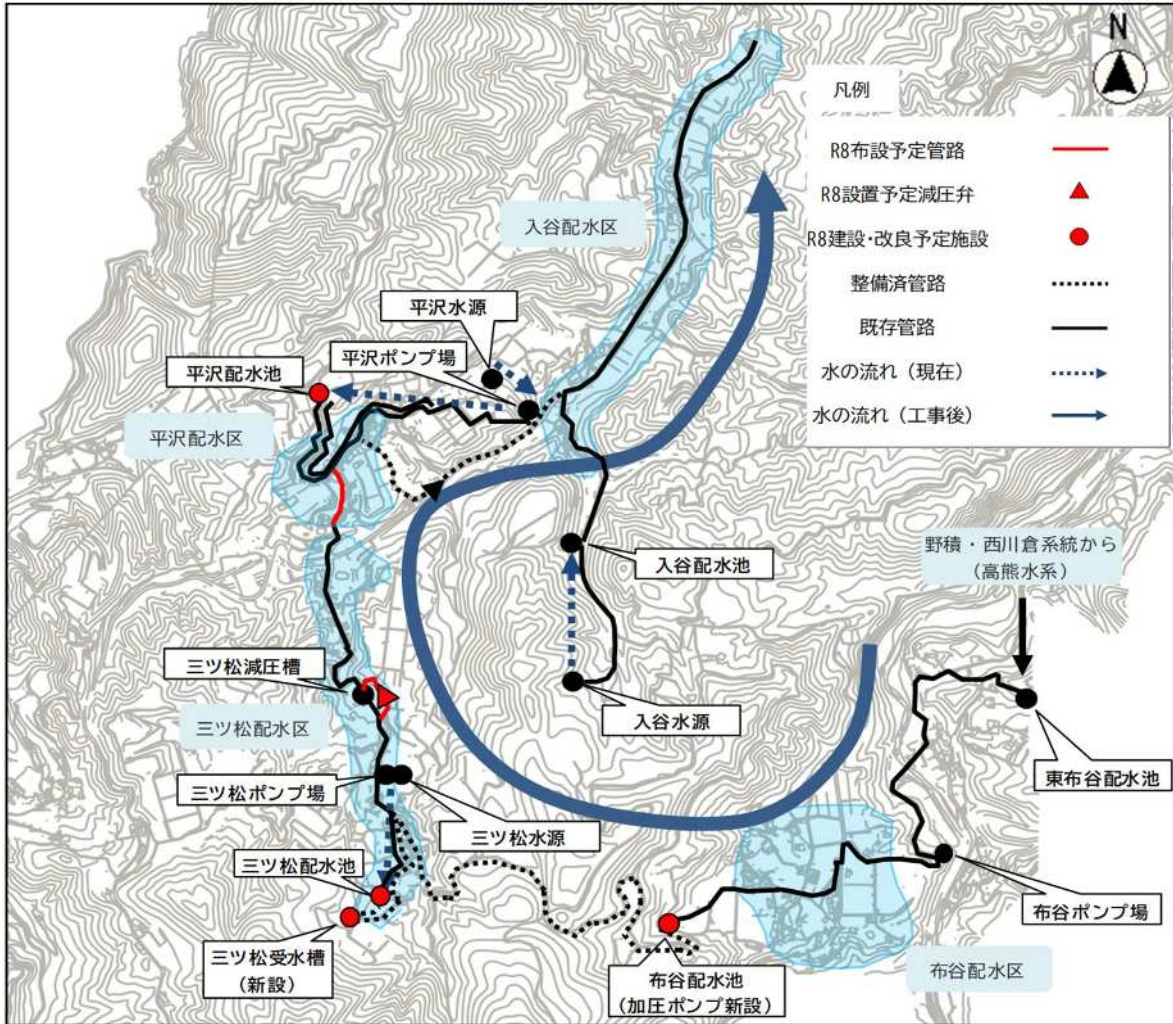 N
凡例
R8布設予定管路
R8設置予定減圧弁
R8建設・改良予定施設
整備済管路
既存管路
水の流れ（現在）
水の流れ（工事後）
入谷配水区
平沢水源
平沢ポンプ場
平沢配水池
平沢配水区
入谷配水池
野積・西川倉系統から
（高熊水系）
三ツ松減圧槽
入谷水源
三ツ松配水区
東布谷配水池
三ツ松ポンプ場
三ツ松水源
三ツ松配水池
布谷ポンプ場
三ツ松受水槽
（新設）
布谷配水池
（加圧ポンプ新設）
布谷配水区